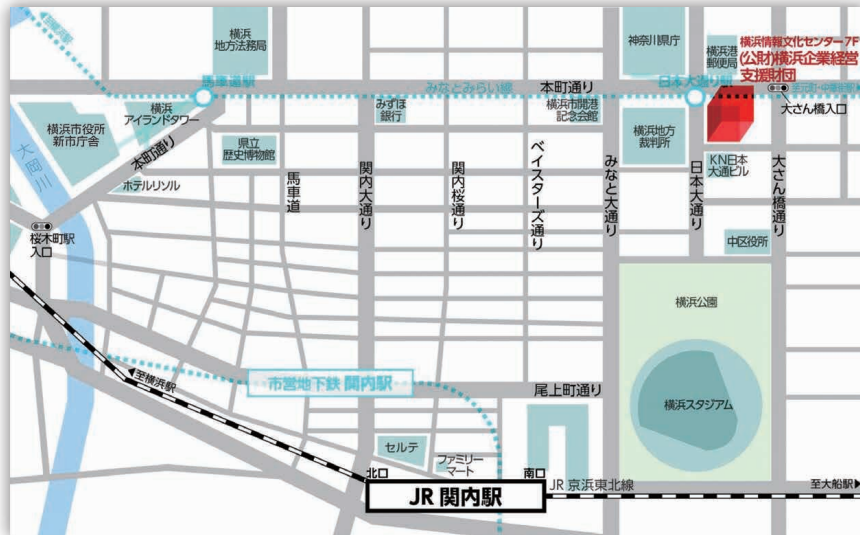 至横浜駅
横浜
地方法務局
神奈川県庁
横浜港
郵便局
横浜情報文化センター7F
(公財)横浜企業経営
支援財団
馬車道駅
みなとみらい線
本町通り
日本大通り駅
至元町・中華街駅
大さん橋入口
横浜
アイランドタワー
みずほ
銀行
横浜市開港
記念会館
横浜市役所
新市庁舎
大岡川
本町通り
県立
歴史博物館
横浜地方
裁判所
KN日本
大通ビル
ホテルリソル
馬車道
関内大通り
関内桜通り
ベイスターズ通り
みなと大通り
日本大通り
大さん橋通り
桜木町駅
入口
中区役所
横浜公園
至横浜駅
市営地下鉄 関内駅
尾上町通り
横浜スタジアム
セルテ
ファミリー
マート
北口
南口
JR 関内駅
JR 京浜東北線
至大船駅